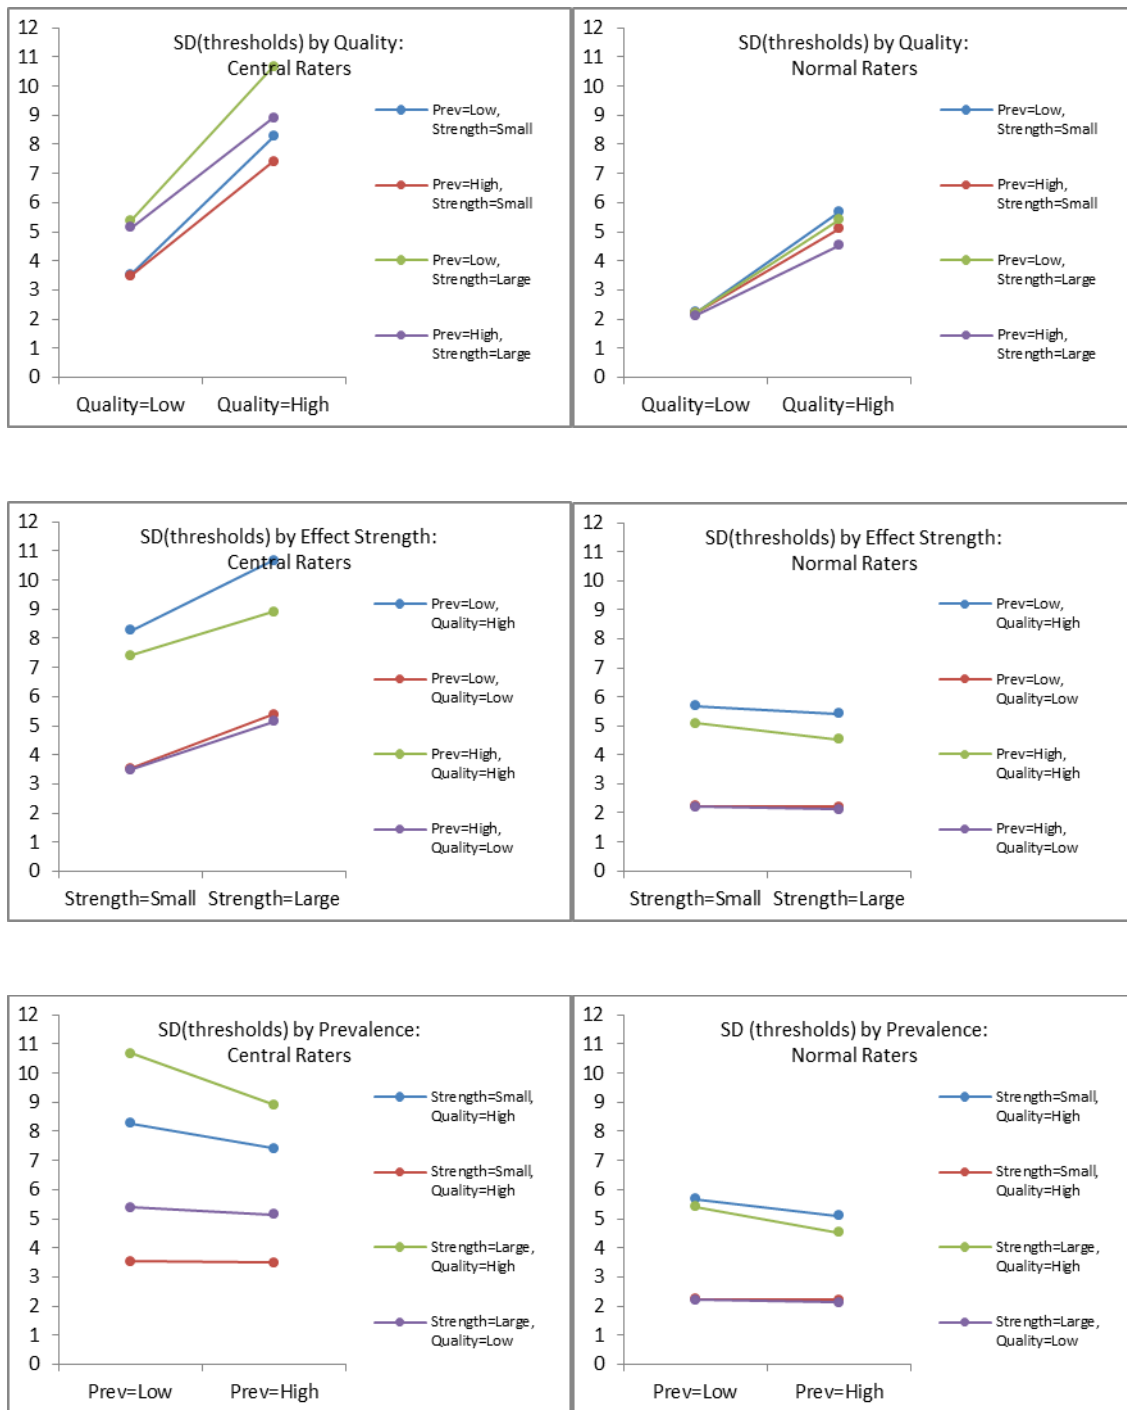 SD(thresholds) by Quality:
Central Raters
12
11
10
9
8
7
6
5
4
3
2
1
0
Quality=Low Quality=High
Prev=Low,
Strength=Small
Prev=High,
Strength=Small
Prev=Low,
Strength=Large
Prev=High,
Strength=Large
SD(thresholds) by Quality:
Normal Raters
12
11
10
9
8
7
6
5
4
3
2
1
0
Quality=Low Quality=High
Prev=Low,
Strength=Small
Prev=High,
Strength=Small
Prev=Low,
Strength=Large
Prev=High,
Strength=Large
SD(thresholds) by Effect Strength:
Central Raters
12
11
10
9
8
7
6
5
4
3
2
1
0
Strength=Small Strength=Large
Prev=Low,
Quality=High
Prev=Low,
Quality=Low
Prev=High,
Quality=High
Prev=High,
Quality=Low
SD(thresholds) by Effect Strength:
Normal Raters
12
11
10
9
8
7
6
5
4
3
2
1
0
Strength=Small Strength=Large
Prev=Low,
Quality=High
Prev=Low,
Quality=Low
Prev=High,
Quality=High
Prev=High,
Quality=Low
SD(thresholds) by Prevalence:
Central Raters
12
11
10
9
8
7
6
5
4
3
2
1
0
Prev=Low Prev=High
Strength=Small,
Quality=High
Strength=Small,
Quality=High
Strength=Large,
Quality=High
Strength=Large,
Quality=Low
SD (thresholds) by Prevalence:
Normal Raters
12
11
10
9
8
7
6
5
4
3
2
1
0
Prev=Low Prev=High
Strength=Small,
Quality=High
Strength=Small,
Quality=High
Strength=Large,
Quality=High
Strength=Large,
Quality=Low